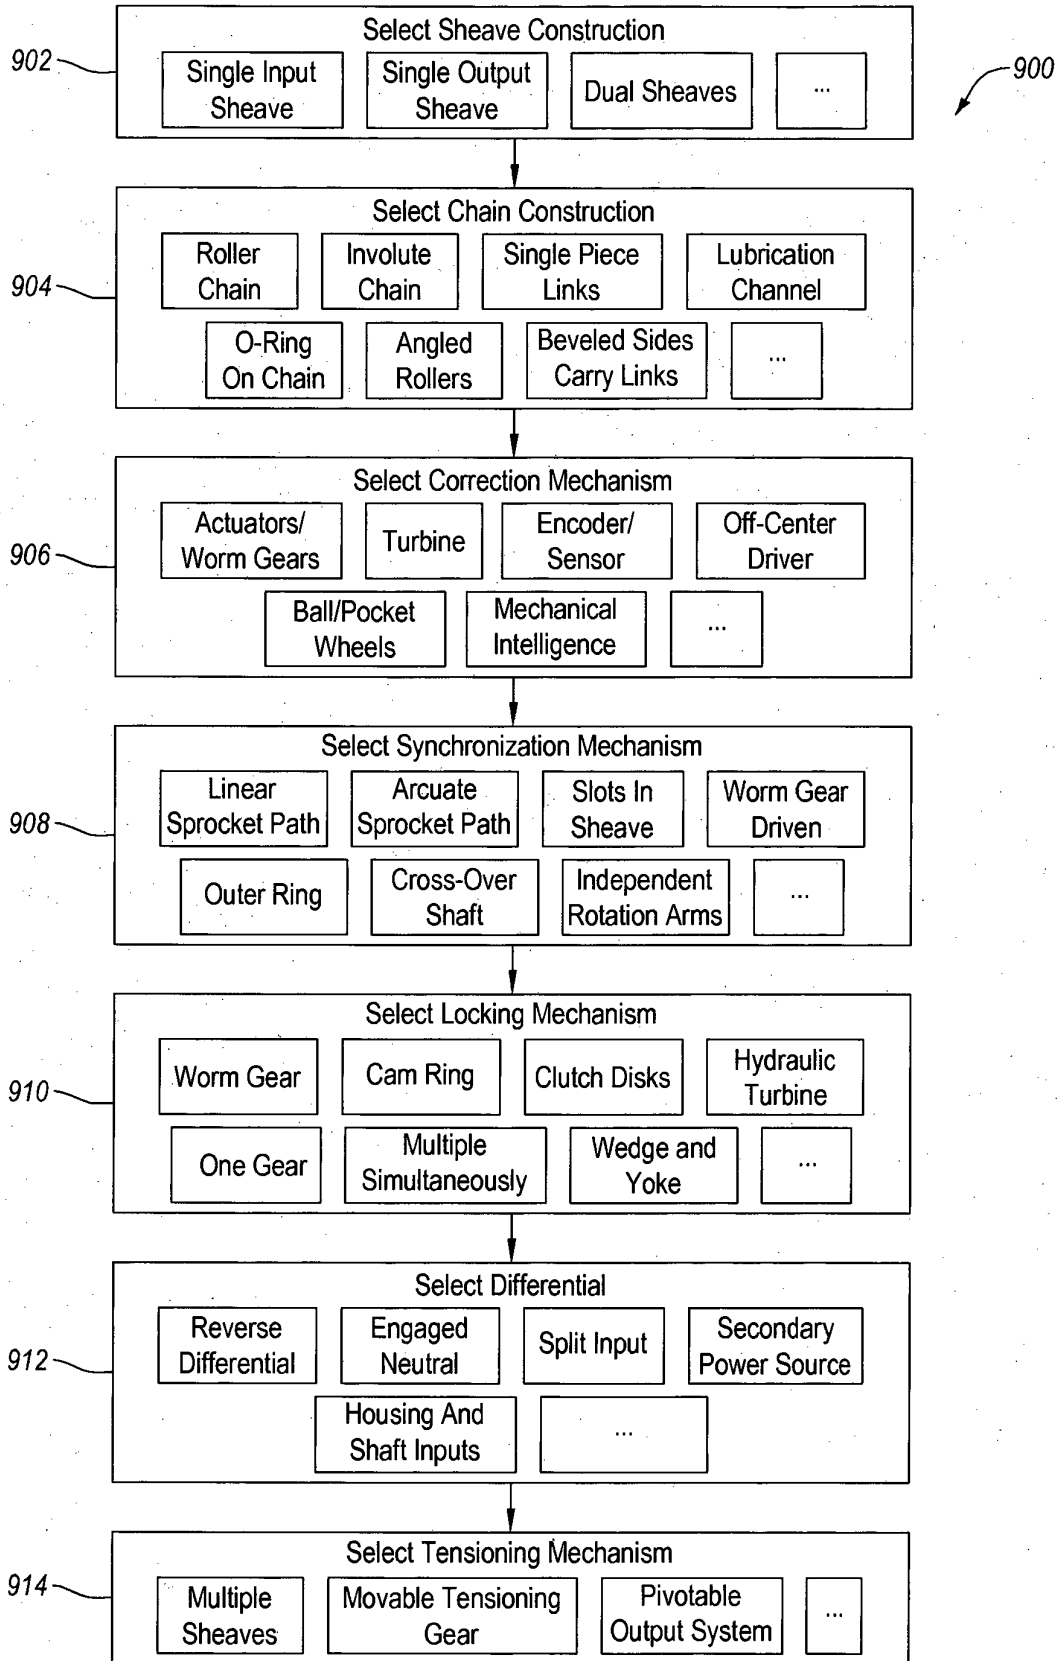 Select Sheave Construction
902
900
Single Input
Sheave
Single Output
Sheave
Dual Sheaves
...
Select Chain Construction
904
Roller
Chain
Involute
Chain
Single Piece
Links
Lubrication
Channel
O-Ring
On Chain
Angled
Rollers
Beveled Sides
Carry Links
...
Select Correction Mechanism
906
Actuators/
Worm Gears
Turbine
Encoder/
Sensor
Off-Center
Driver
Ball/Pocket
Wheels
Mechanical
Intelligence
...
Select Synchronization Mechanism
908
Linear
Sprocket Path
Arcuate
Sprocket Path
Slots In
Sheave
Worm Gear
Driven
Outer Ring
Cross-Over
Shaft
Independent
Rotation Arms
...
Select Locking Mechanism
910
Worm Gear
Cam Ring
Clutch Disks
Hydraulic
Turbine
One Gear
Multiple
Simultaneously
Wedge and
Yoke
...
Select Differential
912
Reverse
Differential
Engaged
Neutral
Split Input
Secondary
Power Source
Housing And
Shaft Inputs
...
Select Tensioning Mechanism
914
Multiple
Sheaves
Movable Tensioning
Gear
Pivotable
Output System
...